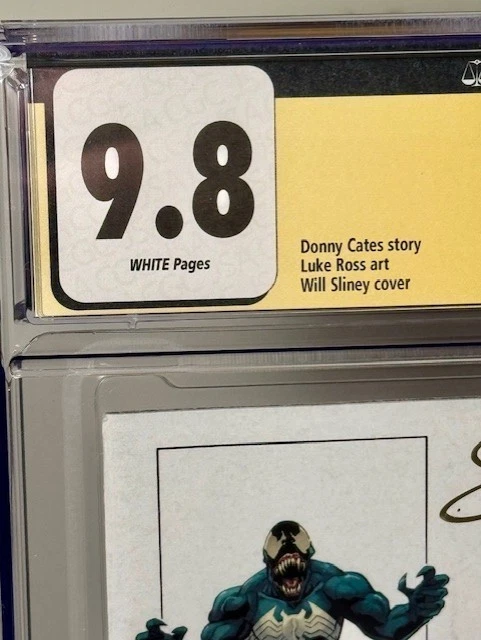 9.8
WHITE Pages
Donny Cates story
Luke Ross art
Will Sliney cover